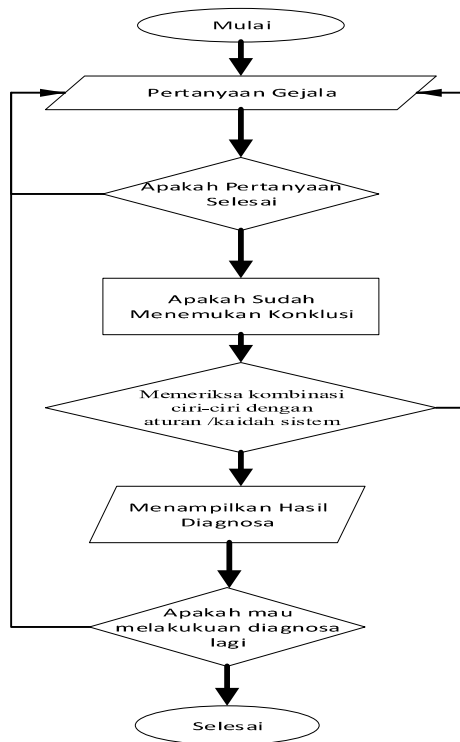 Mulai
Pertanyaan Gejala
Apakah Pertanyaan
Selesai
Apakah Sudah
Menemukan Konklusi
Memeriksa kombinasi
ciri-ciri dengan
aturan /kaidah sistem
Menampilkan Hasil
Diagnosa
Apakah mau
melakukuan diagnosa
lagi
Selesai